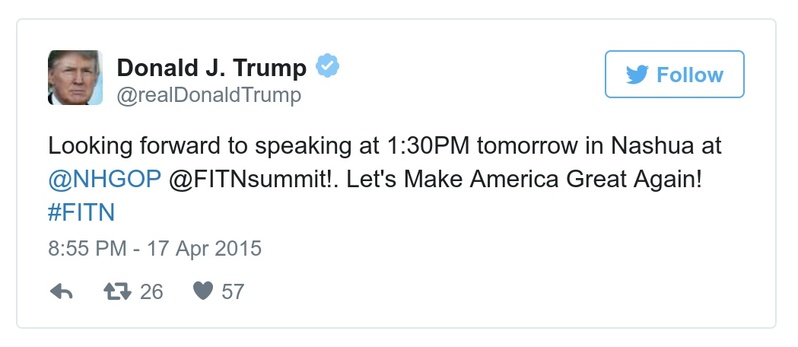 Donald J. Trump
@realDonaldTrump
Follow
Looking forward to speaking at 1:30PM tomorrow in Nashua at
@NHGOP @FITNsummit!. Let's Make America Great Again!
#FITN
8:55 PM - 17 Apr 2015
26 57